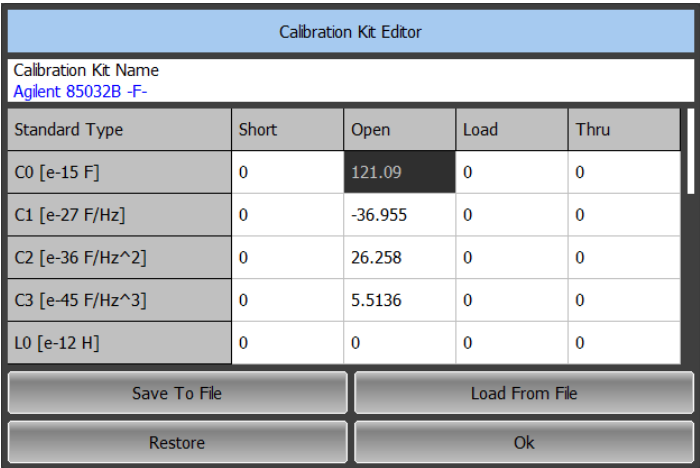 Calibration Kit Editor
Calibration Kit Name
Agilent 85032B -F-
Standard Type Short Open Load Thru
C0 [e-15 F] 0 121.09 0 0
C1 [e-27 F/Hz] 0 -36.955 0 0
C2 [e-36 F/Hz^2] 0 26.258 0 0
C3 [e-45 F/Hz^3] 0 5.5136 0 0
L0 [e-12 H] 0 0 0 0
Save To File Load From File
Restore Ok